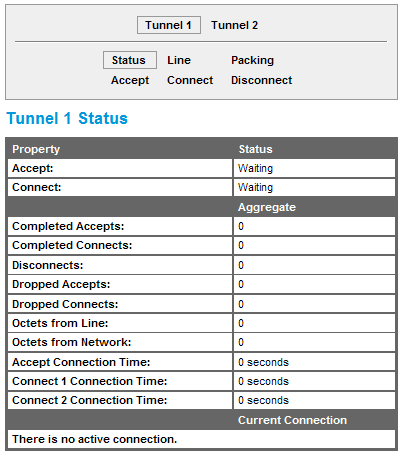 Tunnel 1 Tunnel 2
Status Line Packing
Accept Connect Disconnect
Tunnel 1 Status
Property Status
Accept: Waiting
Connect: Waiting
Aggregate
Completed Accepts: 0
Completed Connects: 0
Disconnects: 0
Dropped Accepts: 0
Dropped Connects: 0
Octets from Line: 0
Octets from Network: 0
Accept Connection Time: 0 seconds
Connect 1 Connection Time: 0 seconds
Connect 2 Connection Time: 0 seconds
Current Connection
There is no active connection.